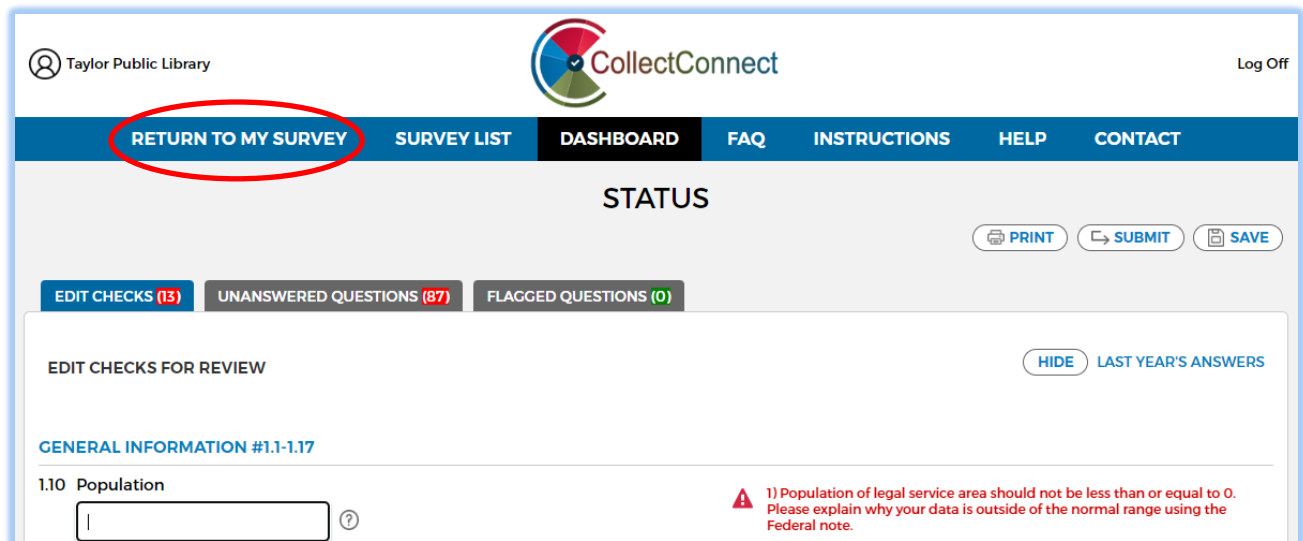 Taylor Public Library
CollectConnect
Log Off
RETURN TO MY SURVEY SURVEY LIST DASHBOARD FAQ INSTRUCTIONS HELP CONTACT
STATUS
PRINT SUBMIT SAVE
EDIT CHECKS (13) UNANSWERED QUESTIONS (87) FLAGGED QUESTIONS (0)
EDIT CHECKS FOR REVIEW
HIDE LAST YEAR'S ANSWERS
GENERAL INFORMATION #1.1-1.17
1.10 Population
?
1) Population of legal service area should not be less than or equal to 0.
Please explain why your data is outside of the normal range using the
Federal note.